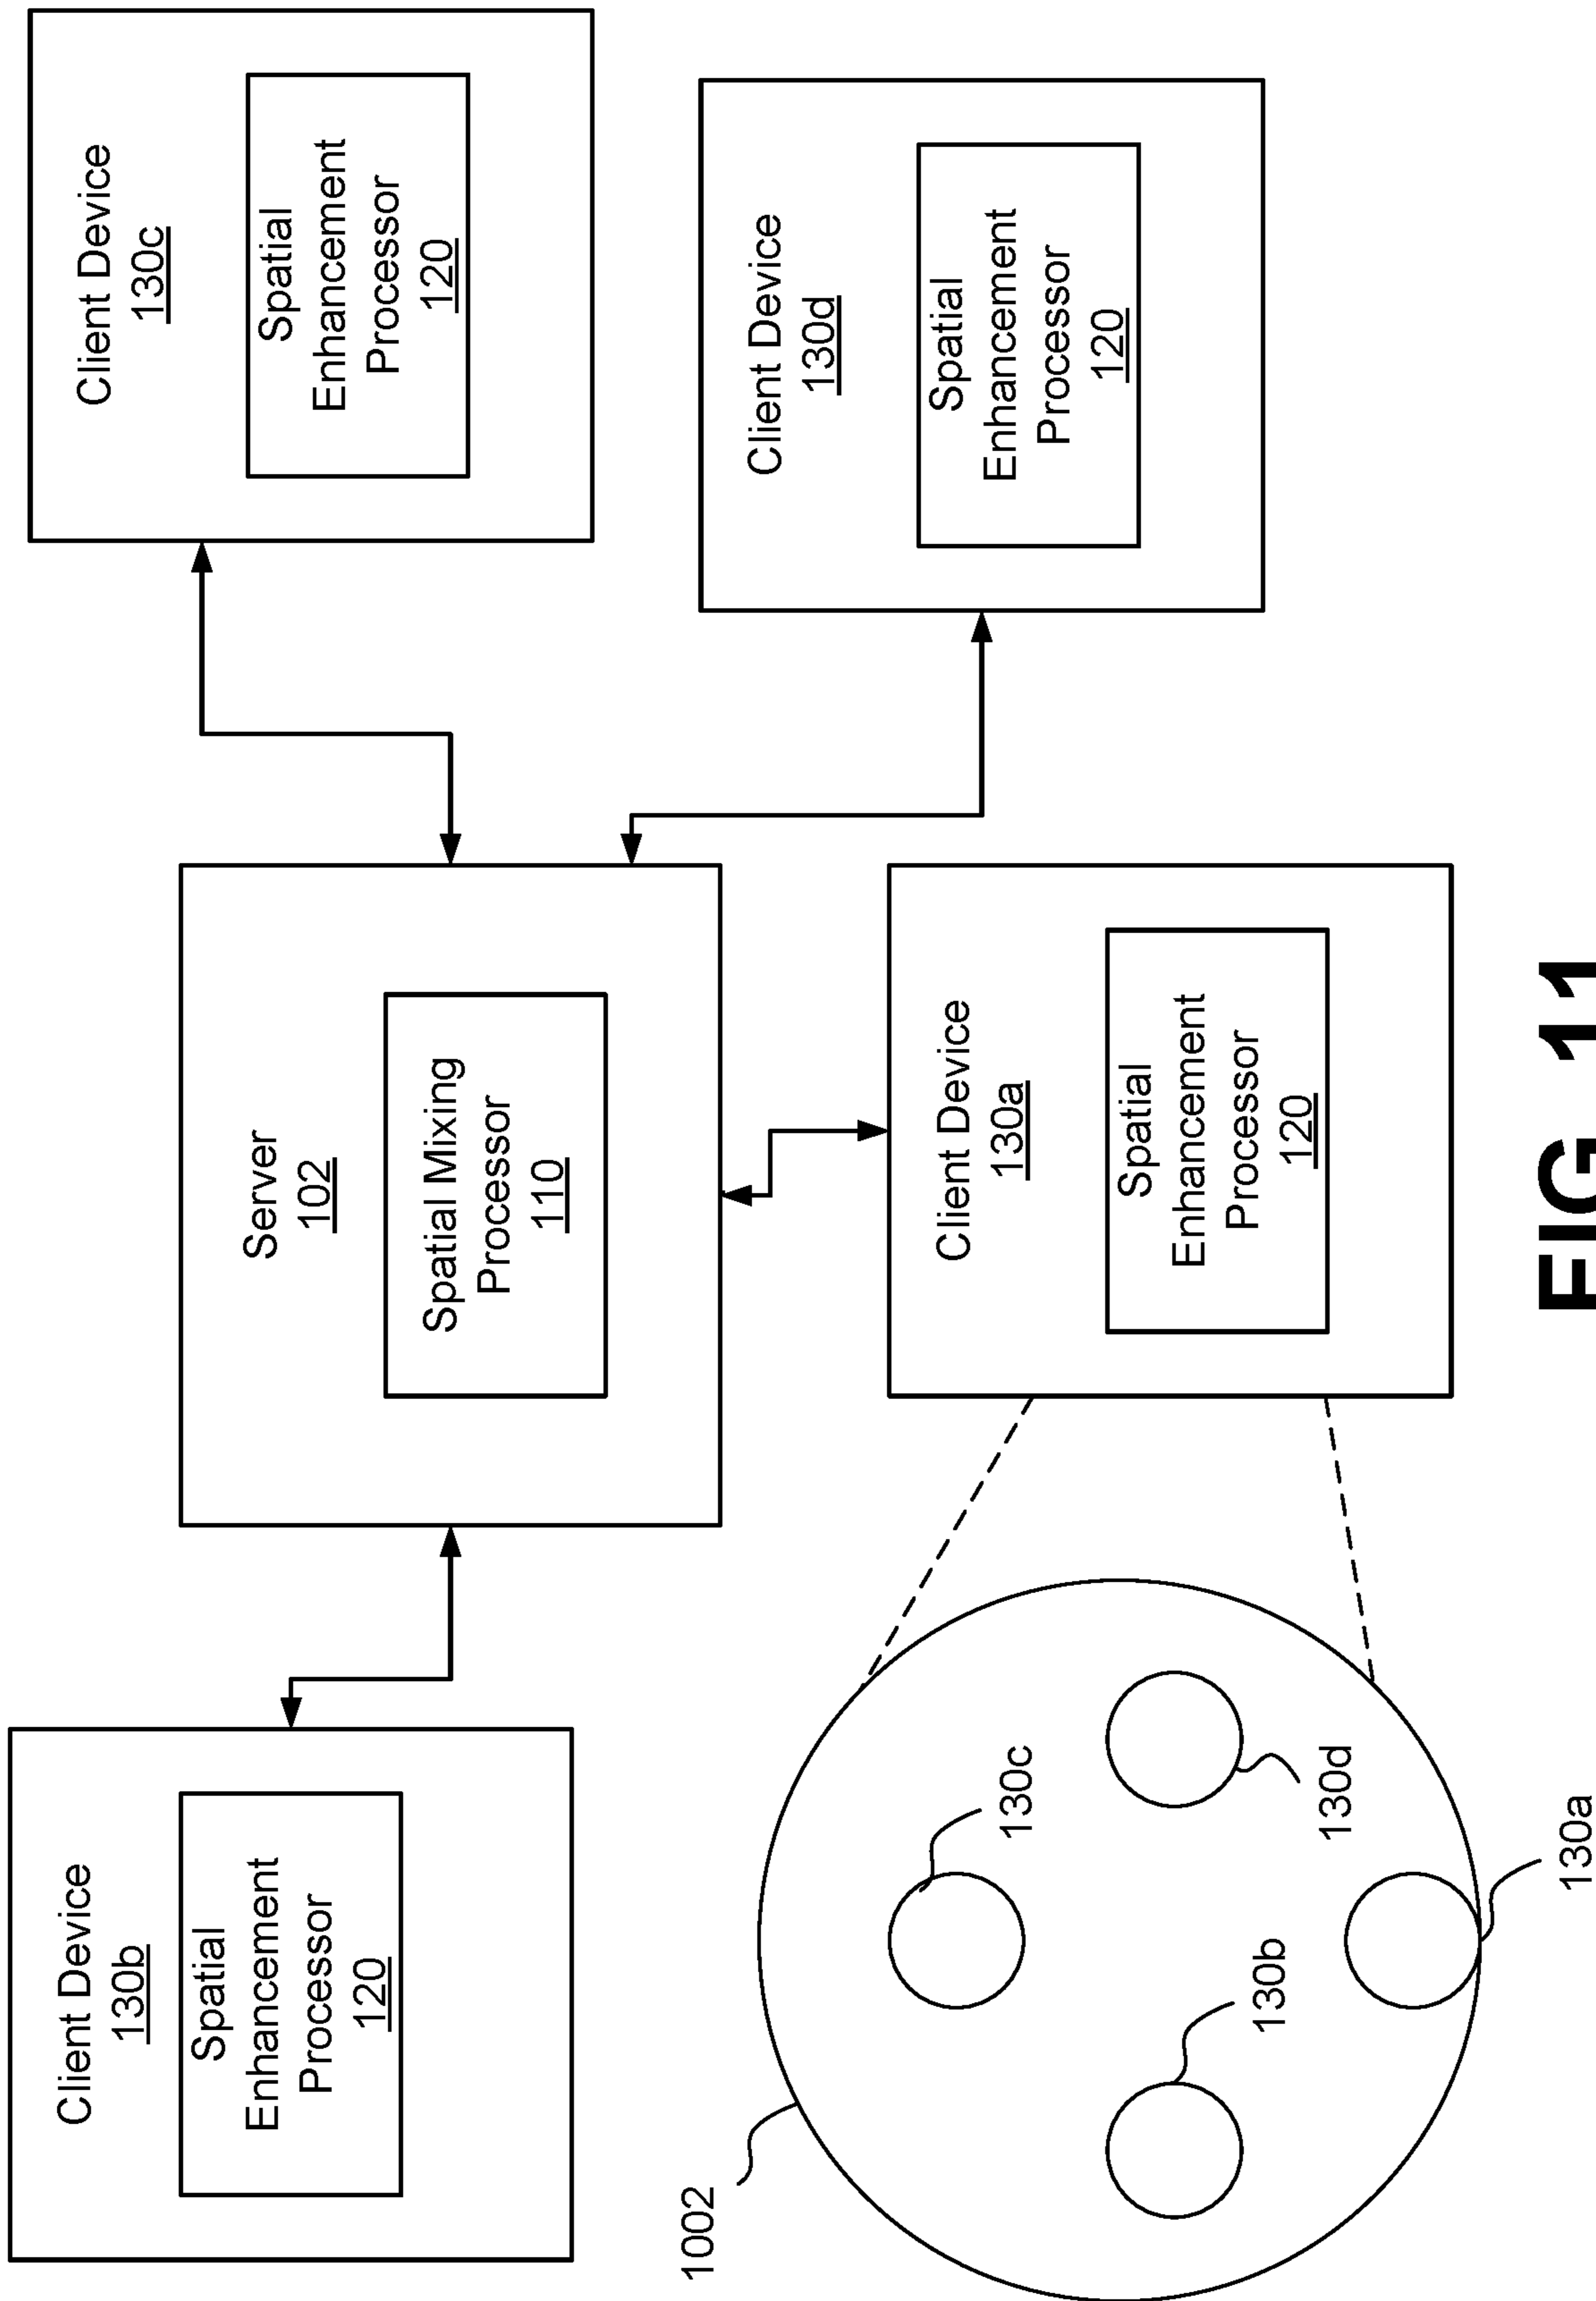 Client Device
130b
Spatial
Enhancement
Processor
120
Server
102
Spatial Mixing
Processor
110
Client Device
130c
Spatial
Enhancement
Processor
120
Client Device
130d
Spatial
Enhancement
Processor
120
Client Device
130a
Spatial
Enhancement
Processor
120
1002
130c
130d
130b
130a
FIG 11